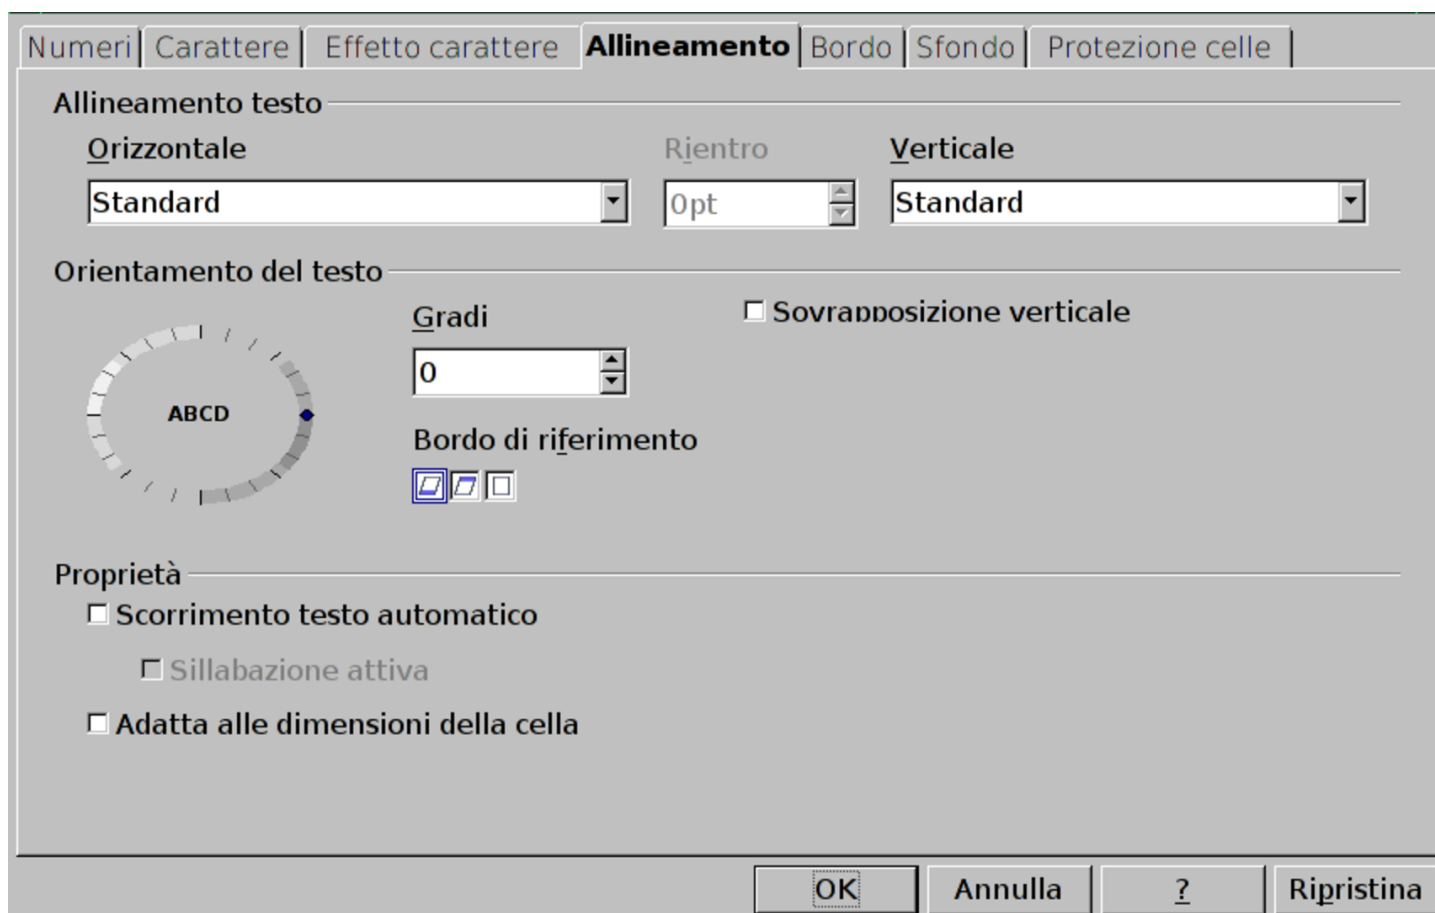 Numeri Carattere Effetto carattere Allineamento Bordo Sfondo Protezione celle
Allineamento testo
Orizzontale Rientro Verticale
Standard 0pt Standard
Orientamento del testo
Gradi Sovrapposizione verticale
0
ABCD
Bordo di riferimento
Proprietà
Scorrimento testo automatico
Sillabazione attiva
Adatta alle dimensioni della cella
OK Annulla ? Ripristina